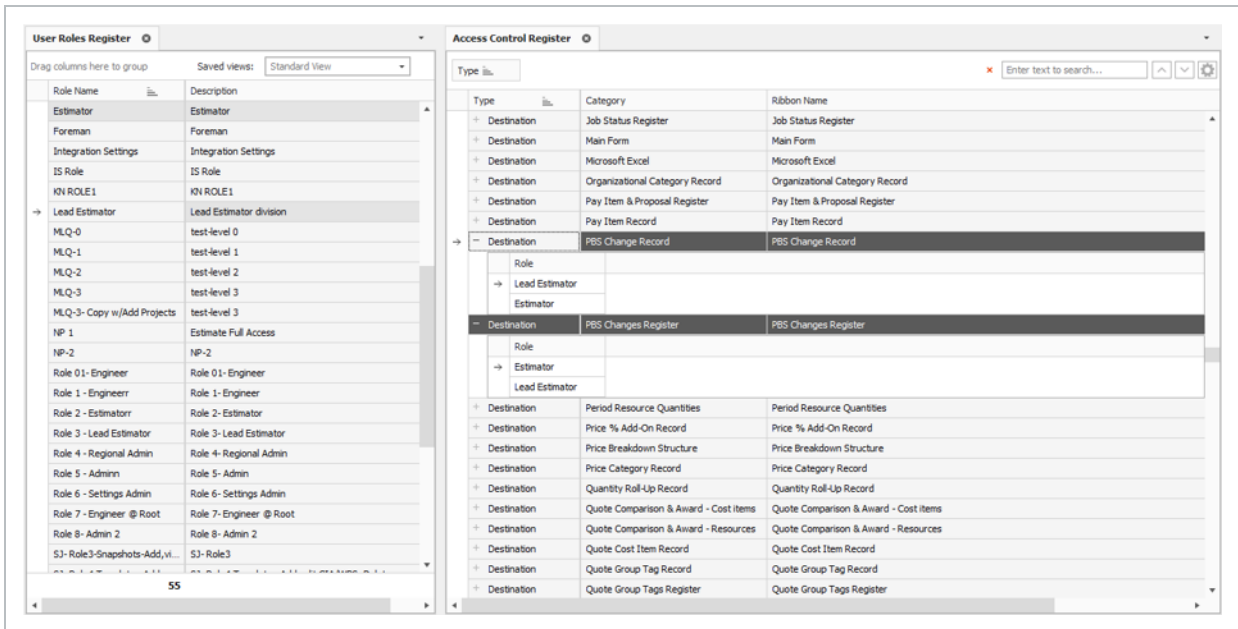 User Roles Register
Drag columns here to group Saved views: Standard View
Role Name Description
Estimator Estimator
Foreman Foreman
Integration Settings Integration Settings
IS Role IS Role
KN ROLE1 KN ROLE1
Lead Estimator Lead Estimator division
MLQ-0 test-level 0
MLQ-1 test-level 1
MLQ-2 test-level 2
MLQ-3 test-level 3
MLQ-3- Copy w/Add Projects test-level 3
NP 1 Estimate Full Access
NP-2 NP-2
Role 01- Engineer Role 01- Engineer
Role 1 - Engineerr Role 1- Engineer
Role 2 - Estimatorr Role 2- Estimator
Role 3 - Lead Estimator Role 3- Lead Estimator
Role 4 - Regional Admin Role 4- Regional Admin
Role 5 - Adminn Role 5- Admin
Role 6 - Settings Admin Role 6- Settings Admin
Role 7 - Engineer @ Root Role 7- Engineer @ Root
Role 8- Admin 2 Role 8- Admin 2
SJ- Role3-Snapshots-Add,vi... SJ- Role3
55
Access Control Register
Type
Enter text to search...
Type Category Ribbon Name
Destination Job Status Register Job Status Register
Destination Main Form Main Form
Destination Microsoft Excel Microsoft Excel
Destination Organizational Category Record Organizational Category Record
Destination Pay Item & Proposal Register Pay Item & Proposal Register
Destination Pay Item Record Pay Item Record
Destination PBS Change Record PBS Change Record
Role
Lead Estimator
Estimator
Destination PBS Changes Register PBS Changes Register
Role
Estimator
Lead Estimator
Destination Period Resource Quantities Period Resource Quantities
Destination Price % Add-On Record Price % Add-On Record
Destination Price Breakdown Structure Price Breakdown Structure
Destination Price Category Record Price Category Record
Destination Quantity Roll-Up Record Quantity Roll-Up Record
Destination Quote Comparison & Award - Cost items Quote Comparison & Award - Cost items
Destination Quote Comparison & Award - Resources Quote Comparison & Award - Resources
Destination Quote Cost Item Record Quote Cost Item Record
Destination Quote Group Tag Record Quote Group Tag Record
Destination Quote Group Tags Register Quote Group Tags Register